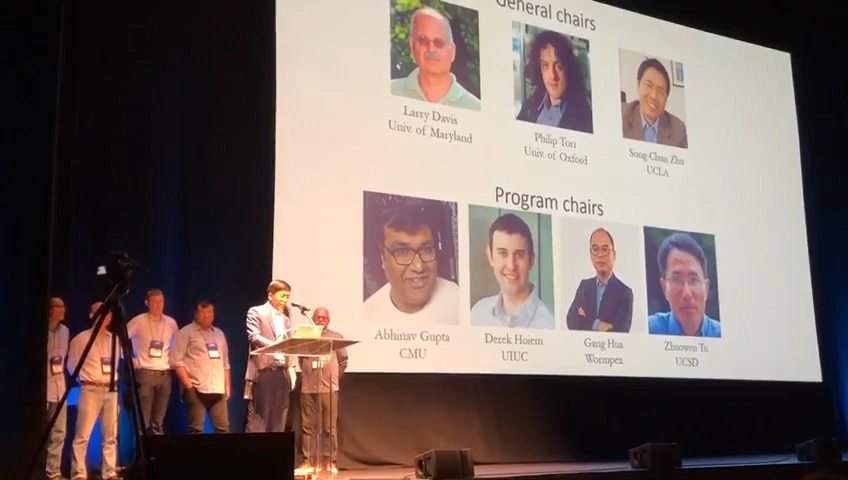 General chairs
Larry Davis
Univ. of Maryland
Philip Torr
Univ. of Oxford
Song-Chun Zhu
UCLA
Program chairs
Abhinav Gupta
CMU
Derek Hoiem
UIUC
Gang Hua
Wormpex
Zhuowen Tu
UCSD